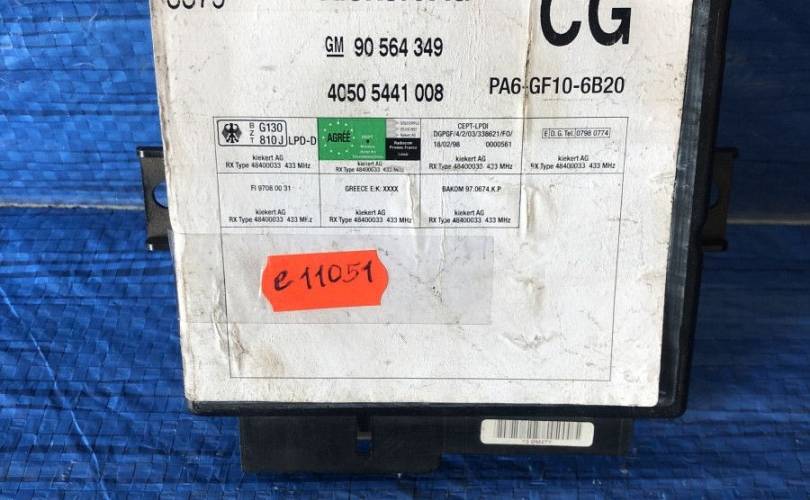 CG
GM 90 564 349
4050 5441 008 PA6-GF10-6B20
BZT G130 810J LPD-D
AGRÉÉ
CEPT-LPDI
DGPGF/4/2/03/338621/FO/
18/02/98 0000561
E D.G.Tel. 0798 0774
kiekert AG
RX Type 48400033 433 MHz
kiekert AG
RX Type 48400033 433 MHz
kiekert AG
RX Type 48400033 433 MHz
kiekert AG
RX Type 48400033 433 MHz
FI 9708 00 31
GREECE E.K: XXXX
BAKOM 97.0674.K.P
kiekert AG
RX Type 48400033 433 MHz
kiekert AG
RX Type 48400033 433 MHz
kiekert AG
RX Type 48400033 433 MHz
e11051